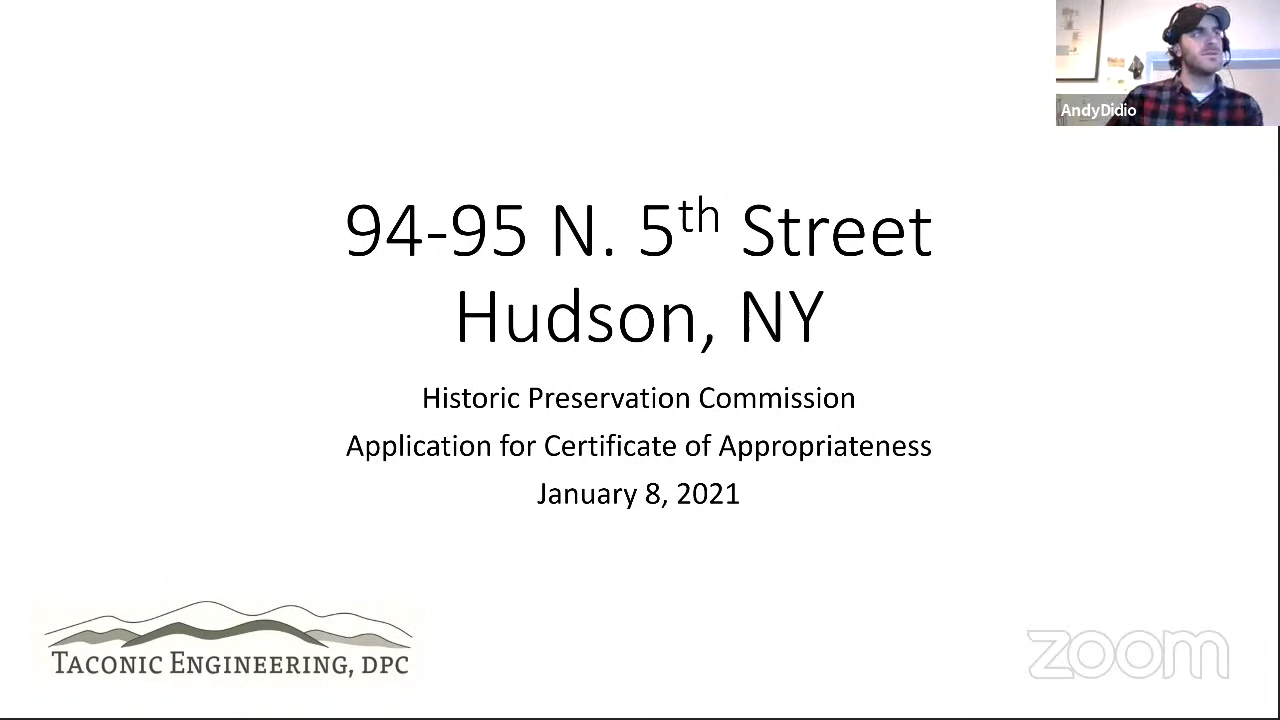 AndyDidio
94-95 N. 5th Street
Hudson, NY
Historic Preservation Commission
Application for Certificate of Appropriateness
January 8, 2021
TACONIC ENGINEERING, DPC
zoom